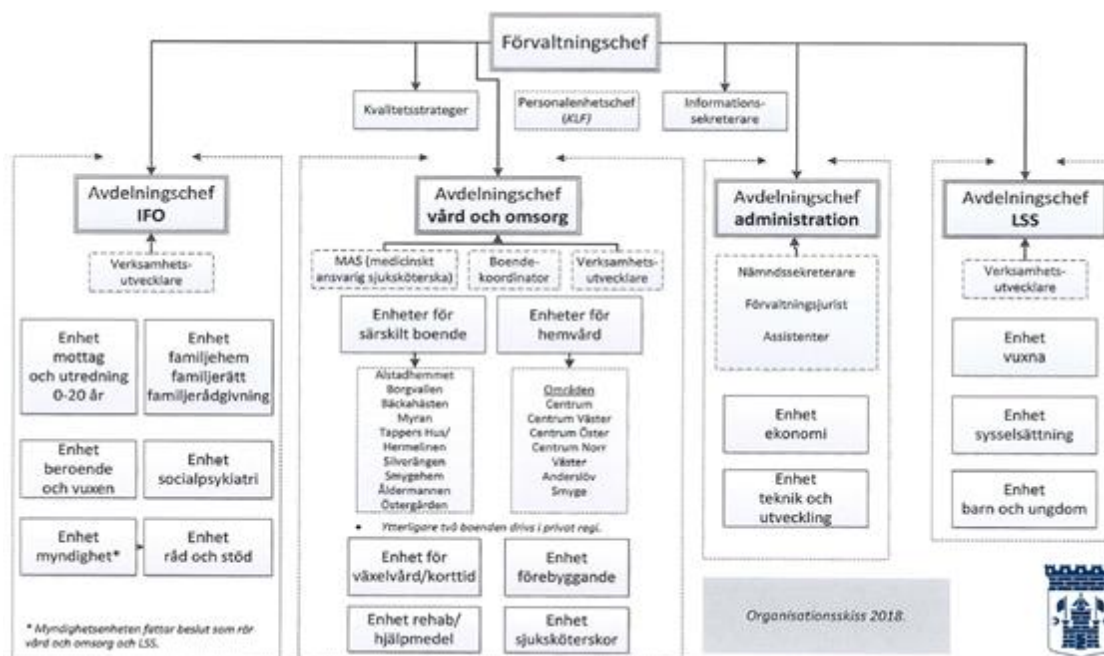 Förvaltningschef
Kvalitetsstrateger
Personalenhetschef
(KLF)
Informations-
sekreterare
Avdelningschef
IFO
Verksamhets-
utvecklare
Enhet
mottag
och utredning
0-20 år
Enhet
familjehem
familjerätt
familjerådgivning
Enhet
beroende
och vuxen
Enhet
socialpsykiatri
Enhet
myndighet*
Enhet
råd och stöd
* Myndighetsenheten fattar beslut som rör
vård och omsorg och LSS.
Avdelningschef
vård och omsorg
MAS (medicinskt
ansvarig sjuksköterska)
Boende-
koordinator
Verksamhets-
utvecklare
Enheter för
särskilt boende
Enheter för
hemvård
Alstadhemmet
Borgvallen
Bäckahästen
Myran
Tappers Hus/
Hermelinen
Silverängen
Smygehem
Åldermannen
Östergården
Områden
Centrum
Centrum Väster
Centrum Öster
Centrum Norr
Väster
Anderslöv
Smyge
• Ytterligare två boenden drivs i privat regi.
Enhet för
växelvård/korttid
Enhet
förebyggande
Enhet rehab/
hjälpmedel
Enhet
sjuksköterskor
Avdelningschef
administration
Nämndssekreterare
Förvaltningsjurist
Assistenter
Enhet
ekonomi
Enhet
teknik och
utveckling
Avdelningschef
LSS
Verksamhets-
utvecklare
Enhet
vuxna
Enhet
sysselsättning
Enhet
barn och ungdom
Organisationsskiss 2018.